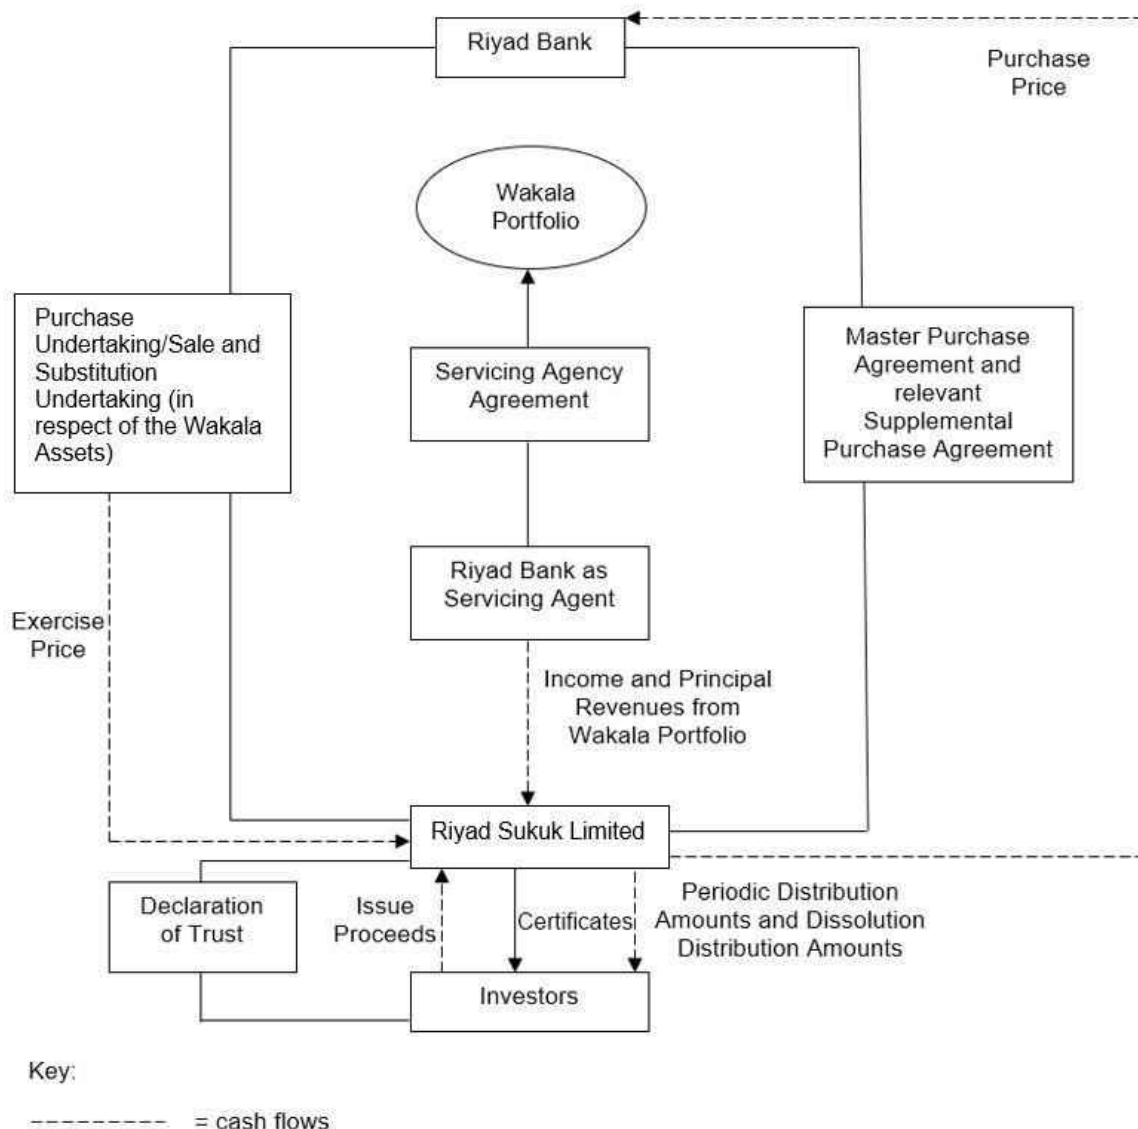 Riyad Bank
Purchase
Price
Wakala
Portfolio
Purchase
Undertaking/Sale and
Substitution
Undertaking (in
respect of the Wakala
Assets)
Servicing Agency
Agreement
Master Purchase
Agreement and
relevant
Supplemental
Purchase Agreement
Riyad Bank as
Servicing Agent
Exercise
Price
Income and Principal
Revenues from
Wakala Portfolio
Riyad Sukuk Limited
Declaration
of Trust
Issue
Proceeds
Certificates
Periodic Distribution
Amounts and Dissolution
Distribution Amounts
Investors
Key:
= cash flows